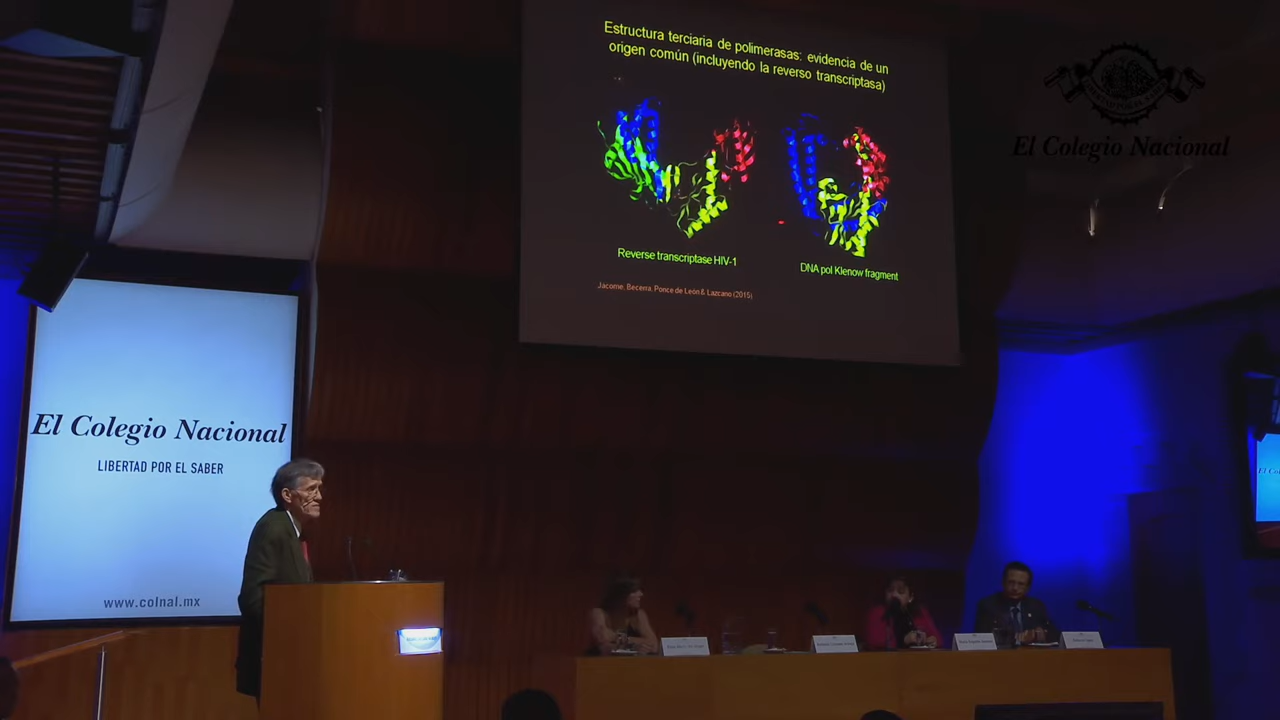 Estructura terciaria de polimerasas: evidencia de un
origen común (incluyendo la reverso transcriptasa)
Reverse transcriptase HIV-1
DNA pol Klenow fragment
Jácome, Becerra, Ponce de León & Lazcano (2015)
El Colegio Nacional
El Colegio Nacional
LIBERTAD POR EL SABER
www.colnal.mx